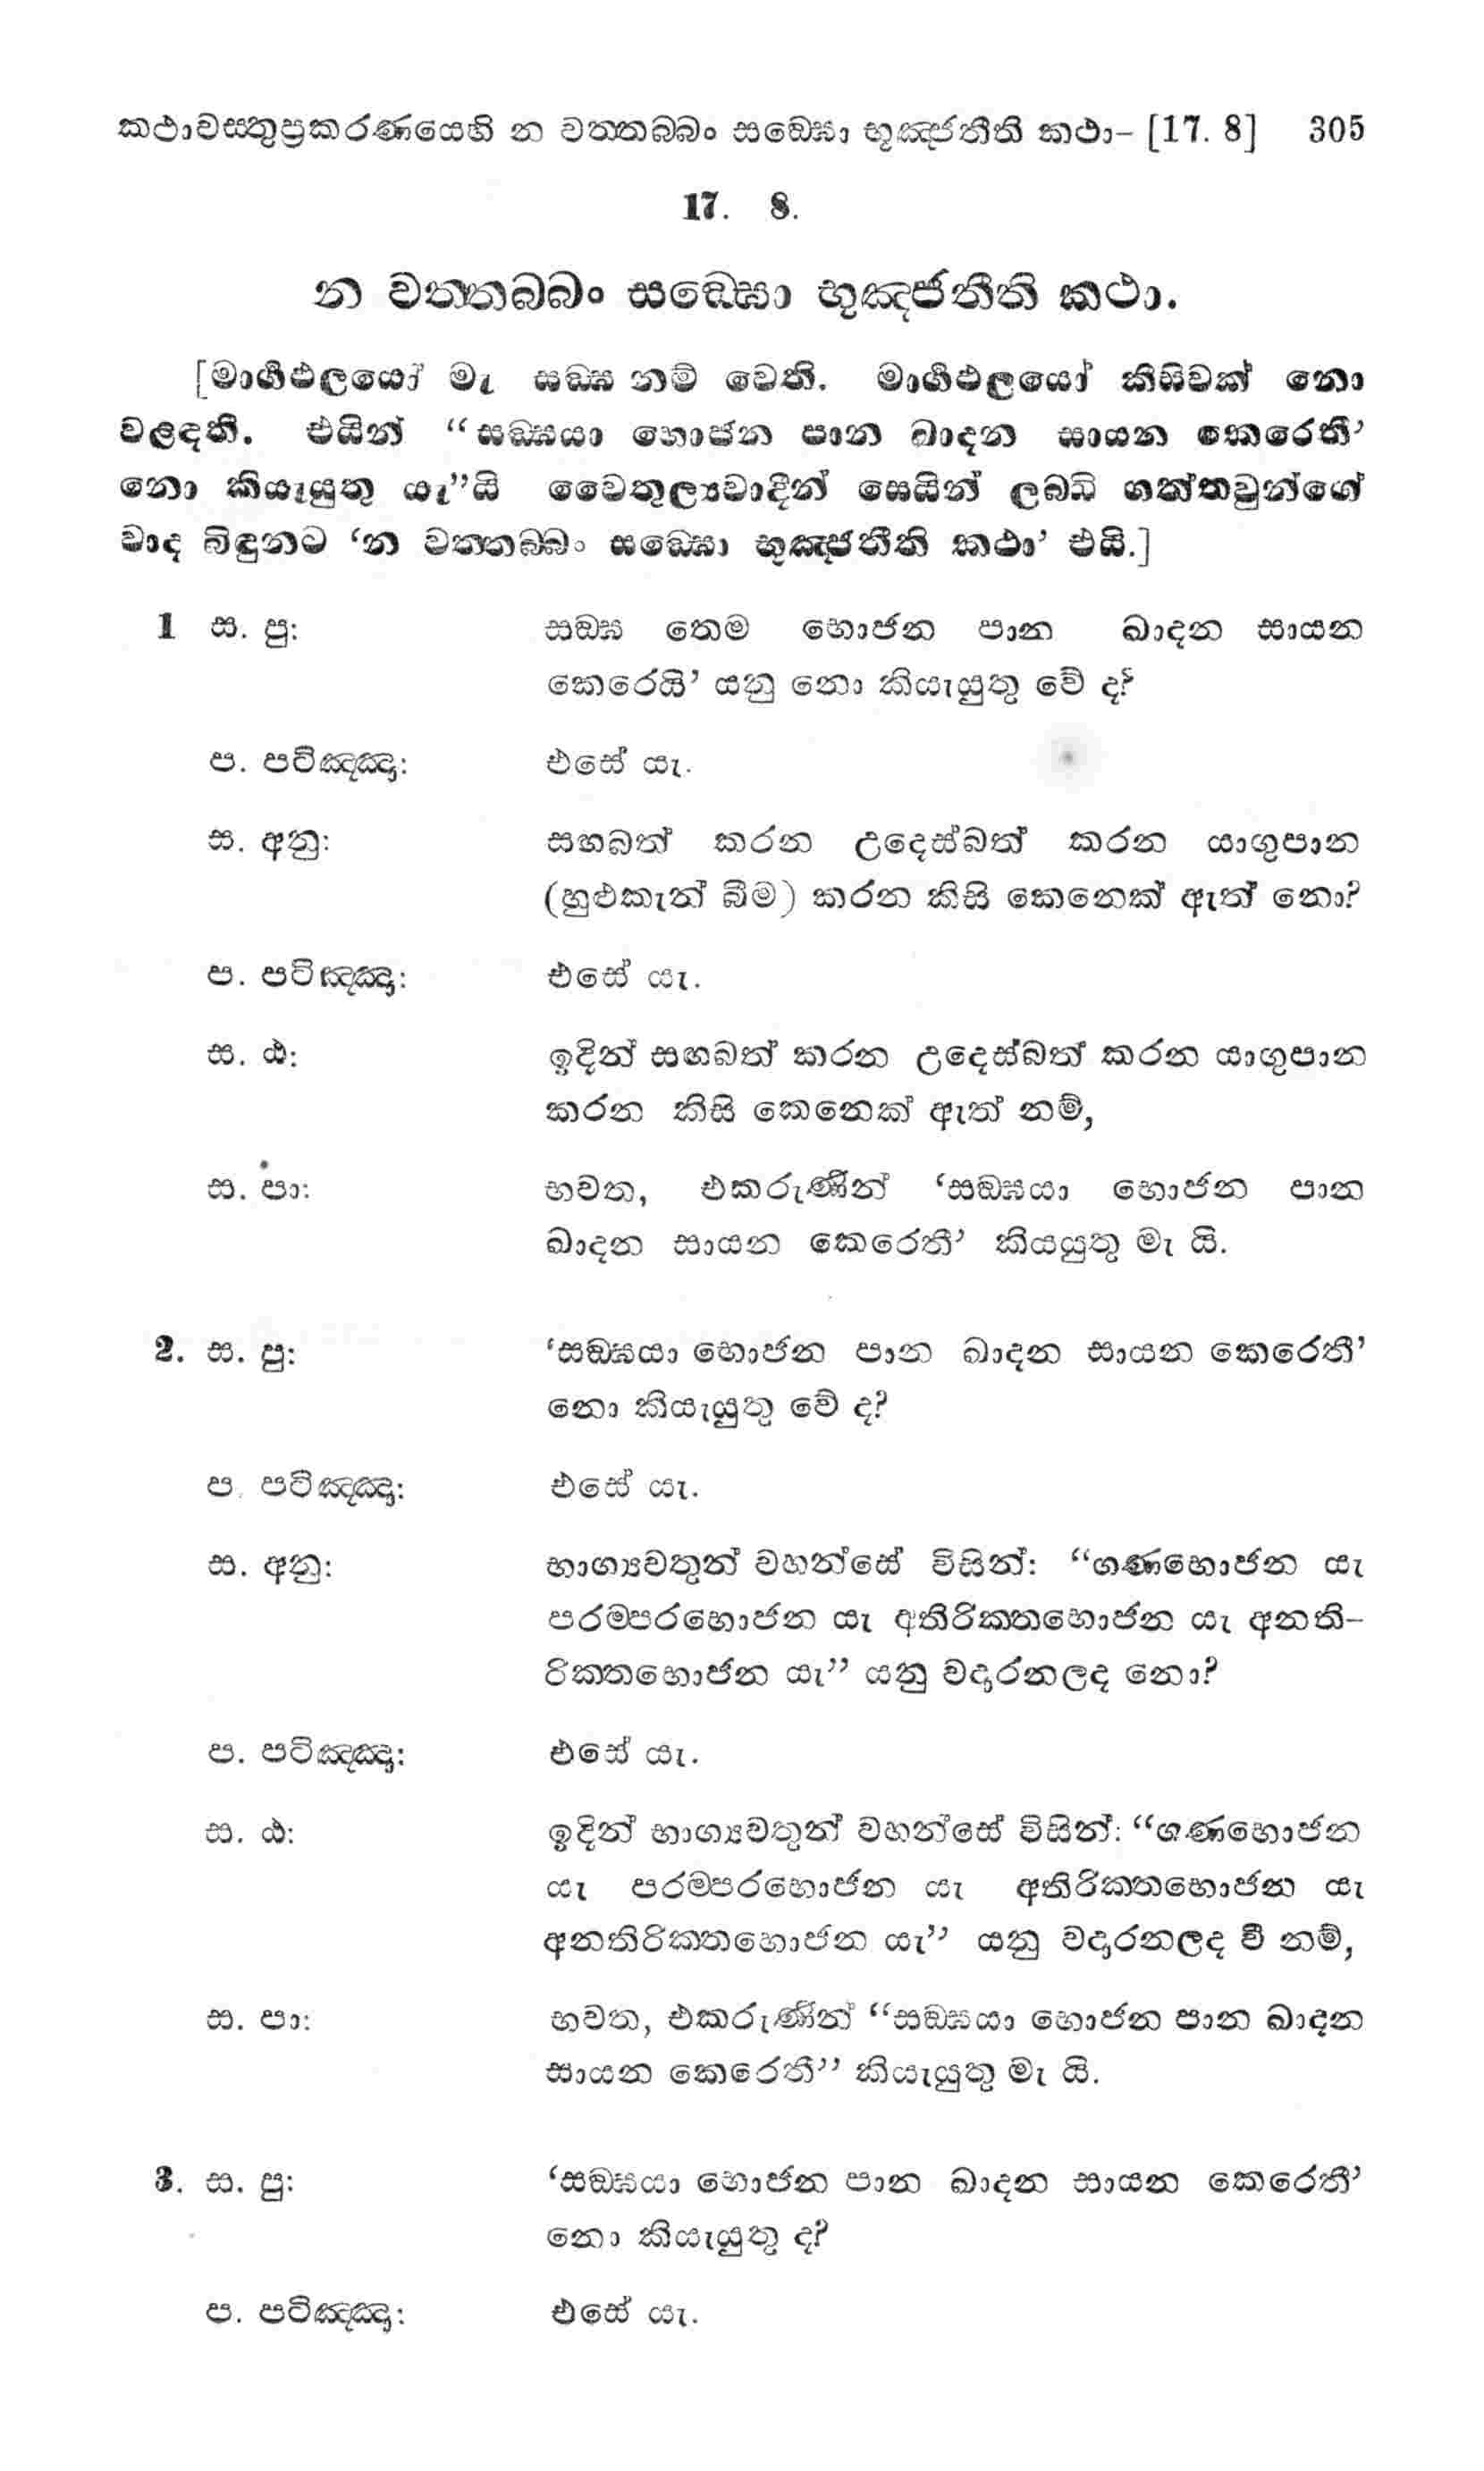 කථාවස්තුප්‍රකරණයෙහි න වත්තබ්බං සඞ්ඝො භුඤ්ජතීති කථා– [17. 8] 305
17. 8.
න වත්තබ්බං සඞ්ඝො භුඤ්ජතීති කථා.
[මාර්‍ගඵලයෝ මැ සඞ්ඝ නම් වෙති. මාර්‍ගඵලයෝ කිසිවක් නො
වළඳති. එයින් “සඞ්ඝයා භොජන පාන ඛාදන සායන කෙරෙති’
නො කියැයුතු යැ”යි වෛතුල්‍යවාදීන් සෙයින් ලබ්ධි ගත්තවුන්ගේ
වාද බිඳුනට ‘න වත්තබ්බං සඞ්ඝො භුඤ්ජතීති කථා’ එයි.]
1 ස. පු: සඞ්ඝ තෙම භොජන පාන ඛාදන සායන
කෙරෙයි’ යනු නො කියැයුතු වේ ද?
ප. පටිඤ්ඤා: එසේ යැ.
ස. අනු: සඟබත් කරන උදෙස්බත් කරන යාගුපාන
(හුළුකැන් බීම) කරන කිසි කෙනෙක් ඇත් නො?
ප. පටිඤ්ඤා: එසේ යැ.
ස. ඨ: ඉදින් සඟබත් කරන උදෙස්බත් කරන යාගුපාන
කරන කිසි කෙනෙක් ඇත් නම්,
ස. පා: භවත, එකරුණින් ‘සඞ්ඝයා භොජන පාන
ඛාදන සායන කෙරෙතී’ කියයුතු මැ යි.
2. ස. පු: ‘සඞ්ඝයා භොජන පාන ඛාදන සායන කෙරෙතී’
නො කියැයුතු වේ ද?
ප. පටිඤ්ඤා: එසේ යැ.
ස. අනු: භාග්‍යවතුන් වහන්සේ විසින්: “ගණභොජන යැ
පරම්පරභොජන යැ අතිරික්තභොජන යැ අනති–
රික්තභොජන යැ” යනු වදාරනලද නො?
ප. පටිඤ්ඤා: එසේ යැ.
ස. ඨ: ඉදින් භාග්‍යවතුන් වහන්සේ විසින්: “ගණභොජන
යැ පරම්පරභොජන යැ අතිරික්තභොජන යැ
අනතිරික්තභොජන යැ” යනු වදාරනලද වී නම්,
ස. පා: භවත, එකරුණින් “සඞ්ඝයා භොජන පාන ඛාදන
සායන කෙරෙතී” කියැයුතු මැ යි.
3. ස. පු: ‘සඞ්ඝයා භොජන පාන ඛාදන සායන කෙරෙතී’
නො කියැයුතු ද?
ප. පටිඤ්ඤා: එසේ යැ.